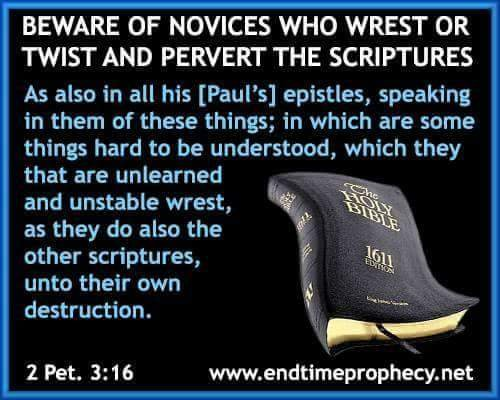 BEWARE OF NOVICES WHO WREST OR
TWIST AND PERVERT THE SCRIPTURES
As also in all his [Paul's] epistles, speaking
in them of these things; in which are some
things hard to be understood, which they
that are unlearned
and unstable wrest,
as they do also the
other scriptures,
unto their own
destruction.
The
HOLY
BIBLE
1611
EDITION
King James Version
2 Pet. 3:16
www.endtimeprophecy.net